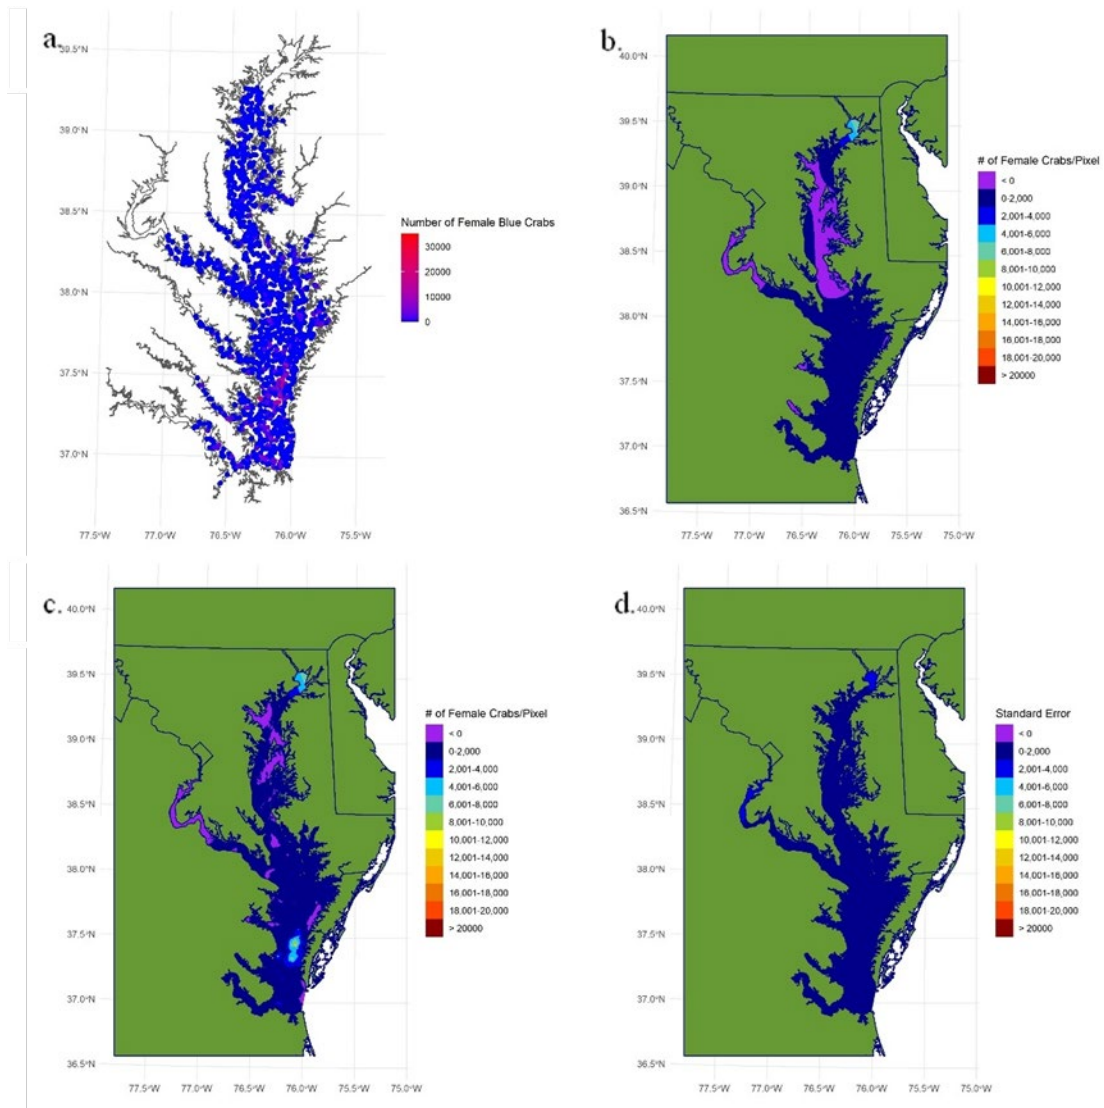 a.
39.5°N
39.0°N
38.5°N
38.0°N
37.5°N
37.0°N
77.5°W 77.0°W 76.5°W 76.0°W 75.5°W
Number of Female Blue Crabs
30000
20000
10000
0
b.
40.0°N
39.5°N
39.0°N
38.5°N
38.0°N
37.5°N
37.0°N
36.5°N
77.5°W 77.0°W 76.5°W 76.0°W 75.5°W 75.0°W
# of Female Crabs/Pixel
< 0
0-2,000
2,001-4,000
4,001-6,000
6,001-8,000
8,001-10,000
10.001-12,000
12,001-14,000
14,001-16,000
16.001-18,000
18.001-20,000
> 20000
c.
40.0°N
39.5°N
39.0°N
38.5°N
38.0°N
37.5°N
37.0°N
36.5°N
77.5°W 77.0°W 76.5°W 76.0°W 75.5°W 75.0°W
# of Female Crabs/Pixel
< 0
0-2,000
2,001-4,000
4,001-6,000
6,001-8,000
8,001-10,000
10.001-12,000
12,001-14,000
14,001-16,000
16.001-18,000
18.001-20,000
> 20000
d.
40.0°N
39.5°N
39.0°N
38.5°N
38.0°N
37.5°N
37.0°N
36.5°N
77.5°W 77.0°W 76.5°W 76.0°W 75.5°W 75.0°W
Standard Error
< 0
0-2,000
2,001-4,000
4,001-6,000
6,001-8,000
8,001-10,000
10.001-12,000
12,001-14,000
14,001-16,000
16.001-18,000
18.001-20,000
> 20000